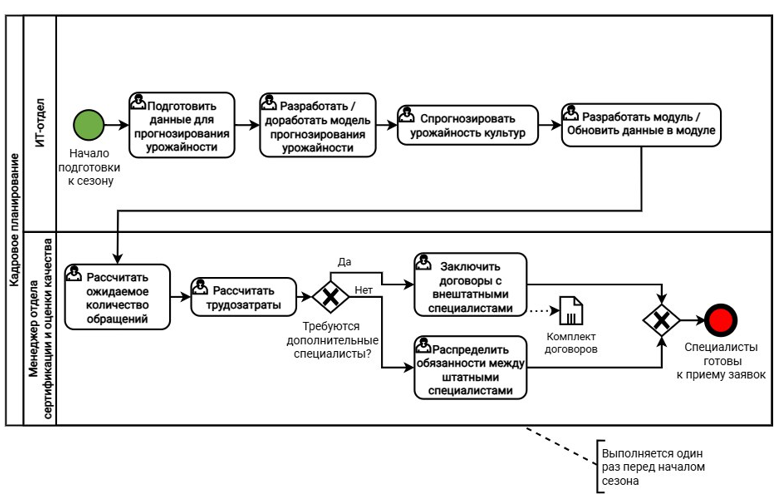 Кадровое планирование
ИТ-отдел
Начало
подготовки
к сезону
Подготовить
данные для
прогнозирования
урожайности
Разработать /
доработать модель
прогнозирования
урожайности
Спрогнозировать
урожайность культур
Разработать модуль /
Обновить данные в модуле
Менеджер отдела
сертификации и оценки качества
Рассчитать
ожидаемое
количество
обращений
Рассчитать
трудозатраты
Требуются
дополнительные
специалисты?
Да
Нет
Заключить
договоры с
внештатными
специалистами
Комплект
договоров
Распределить
обязанности между
штатными
специалистами
Специалисты
готовы
к приему заявок
Выполняется один
раз перед началом
сезона